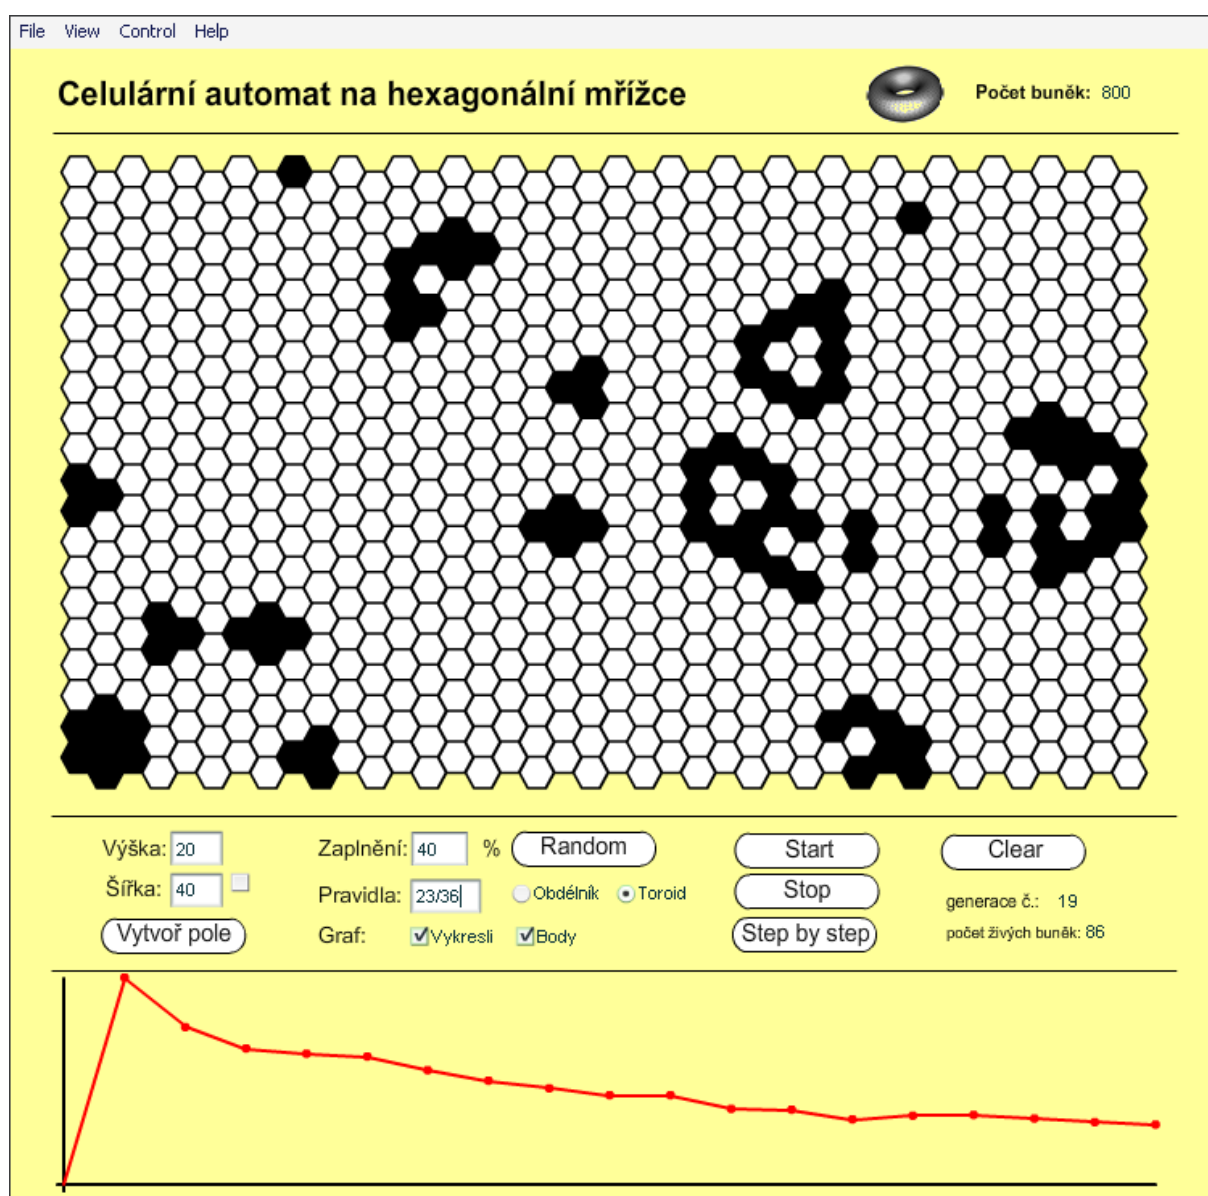 File View Control Help
Celulární automat na hexagonální mřížce
Počet buněk: 800
Výška: 20
Zaplnění: 40 % Random
Start
Clear
Šířka: 40
Pravidla: 23/36
Obdélník Toroid
Stop
generace č.: 19
Vytvoř pole
Graf: Vykresli Body
Step by step
počet živých buněk: 86